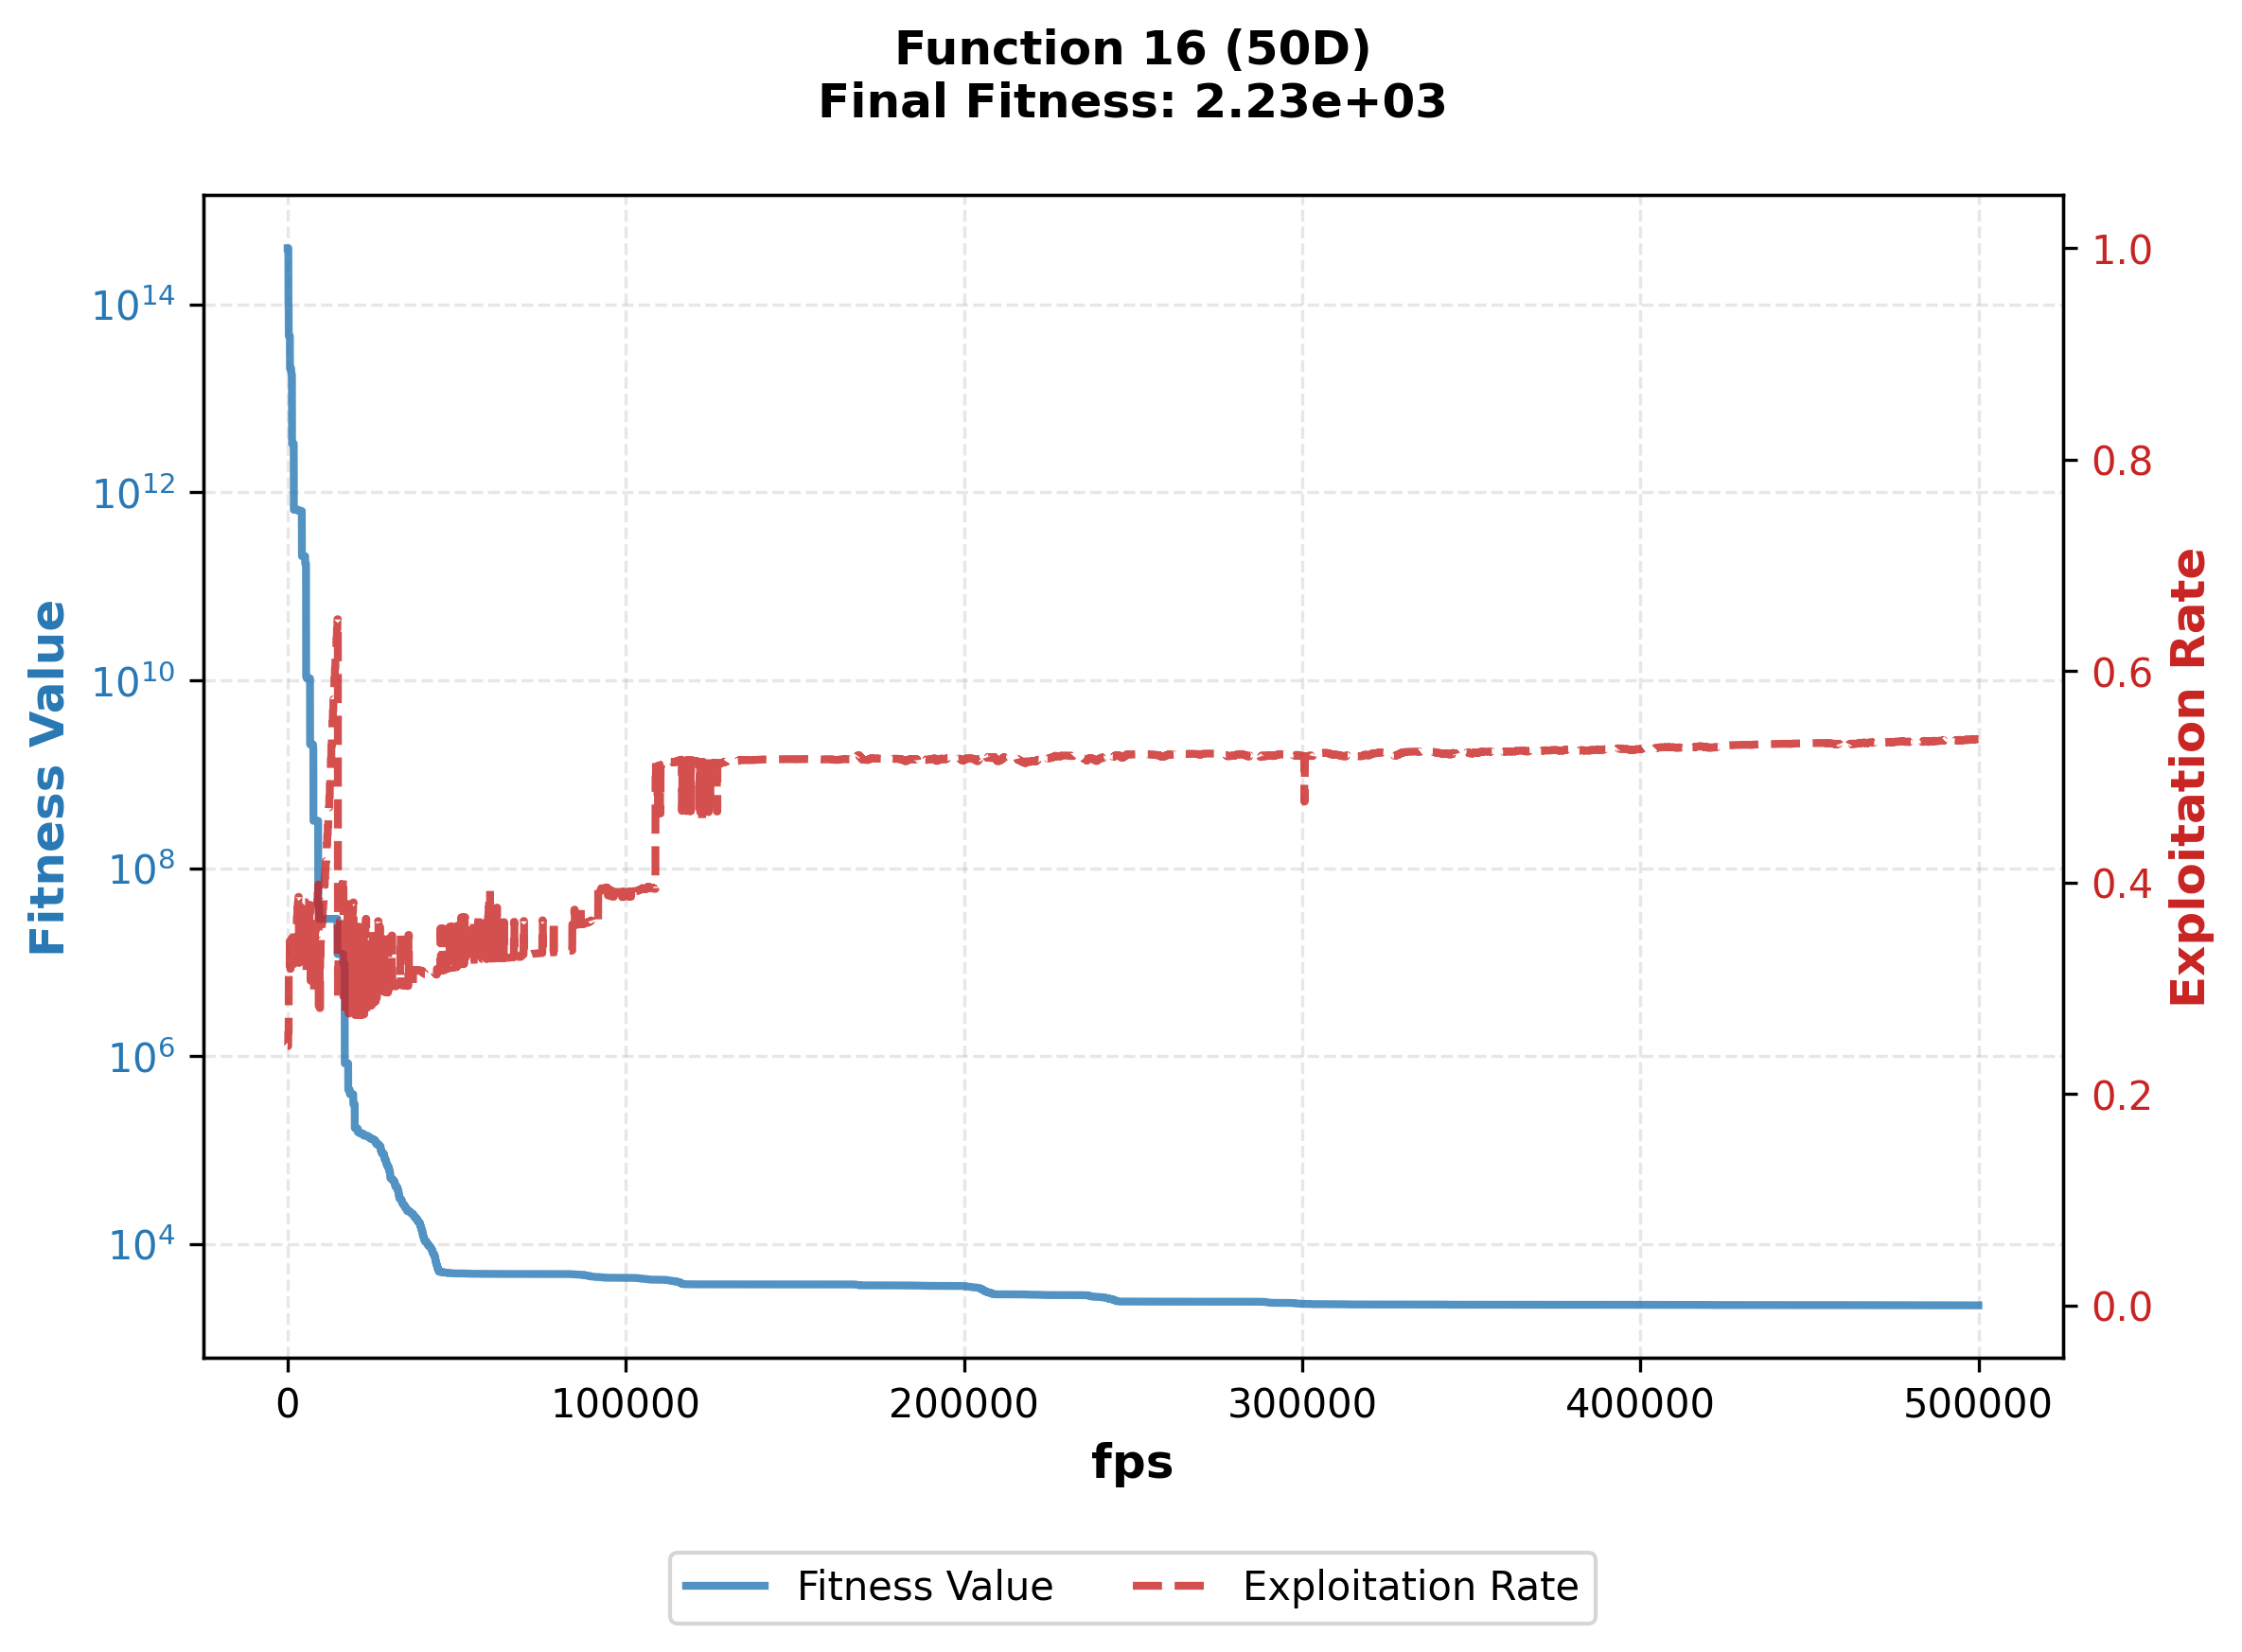 Function 16 (50D)
Final Fitness: 2.23e+03
Fitness Value
10^14
10^12
10^10
10^8
10^6
10^4
1.0
0.8
0.6
0.4
0.2
0.0
Exploitation Rate
0 100000 200000 300000 400000 500000
fps
Fitness Value Exploitation Rate